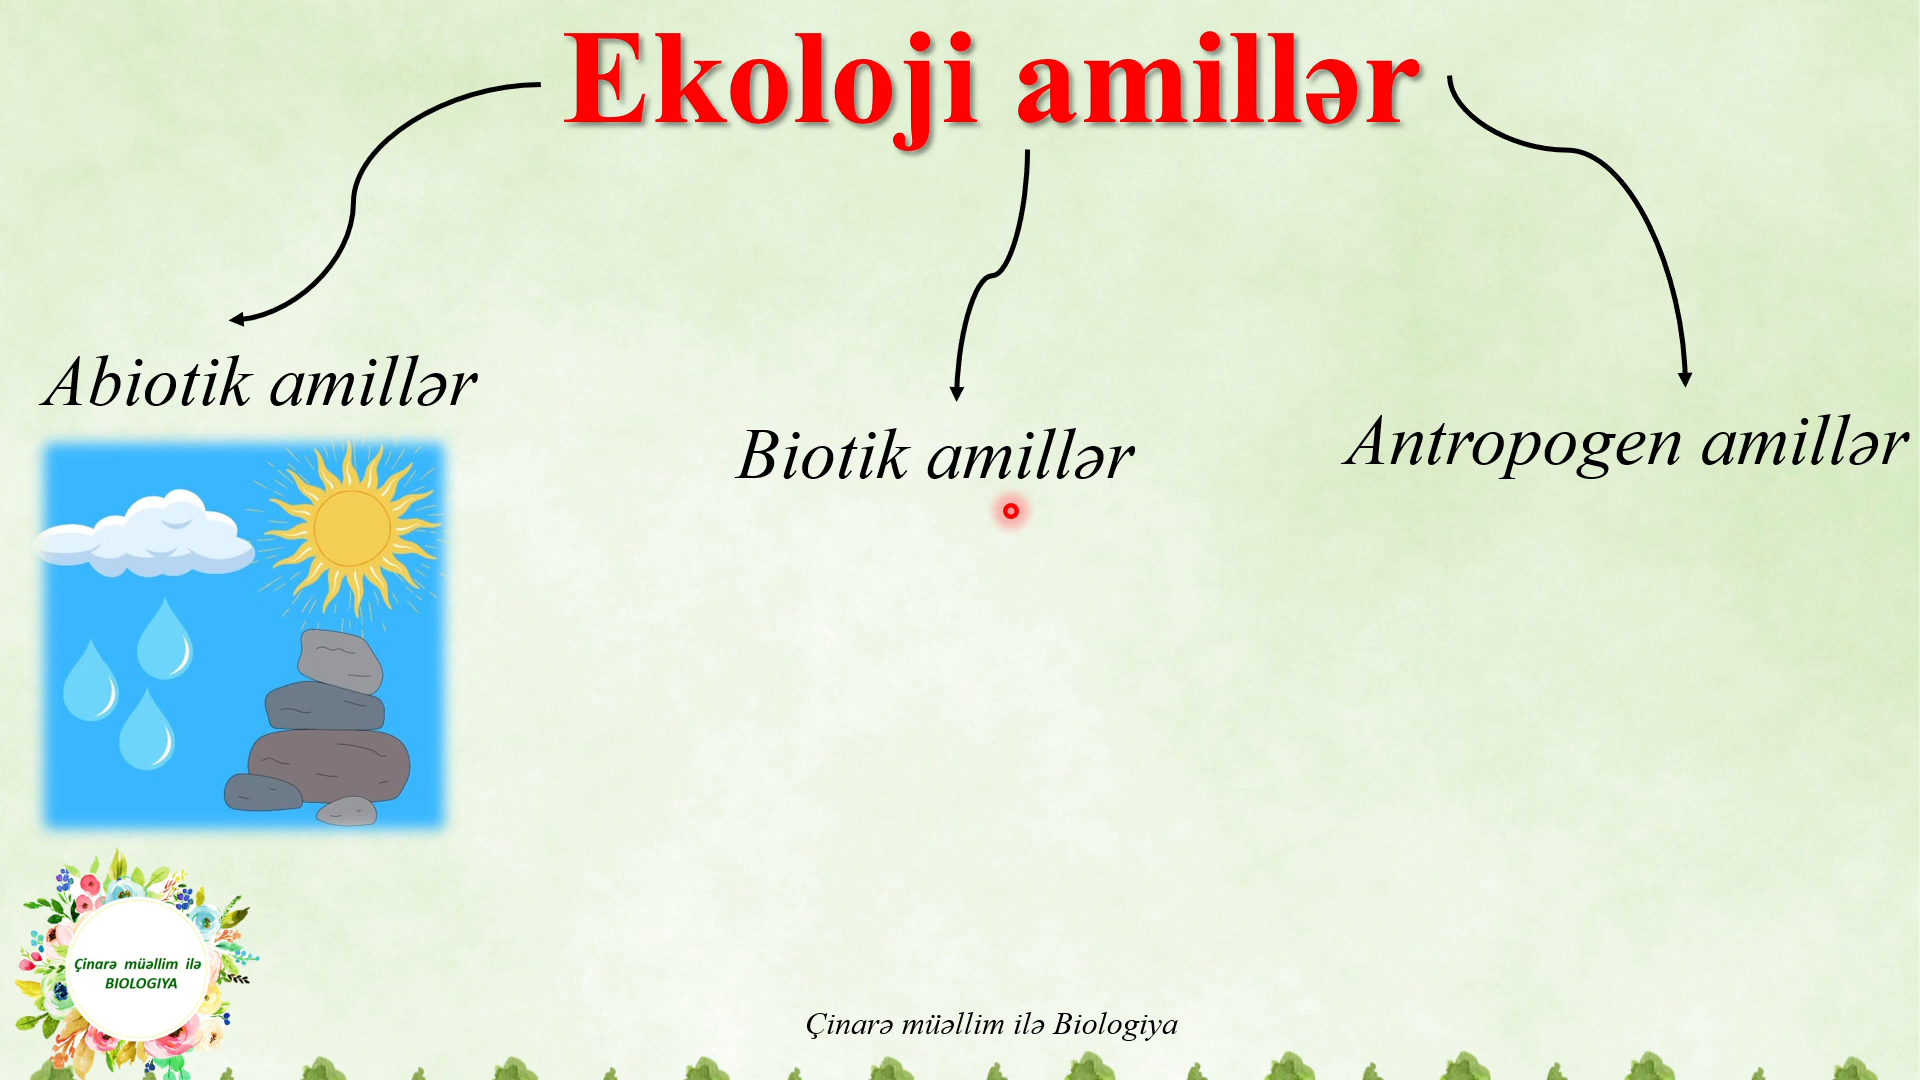 Ekoloji amillər
Abiotik amillər
Biotik amillər
Antropogen amillər
Çinarə müəllim ilə
BIOLOGIYA
Çinarə müəllim ilə Biologiya